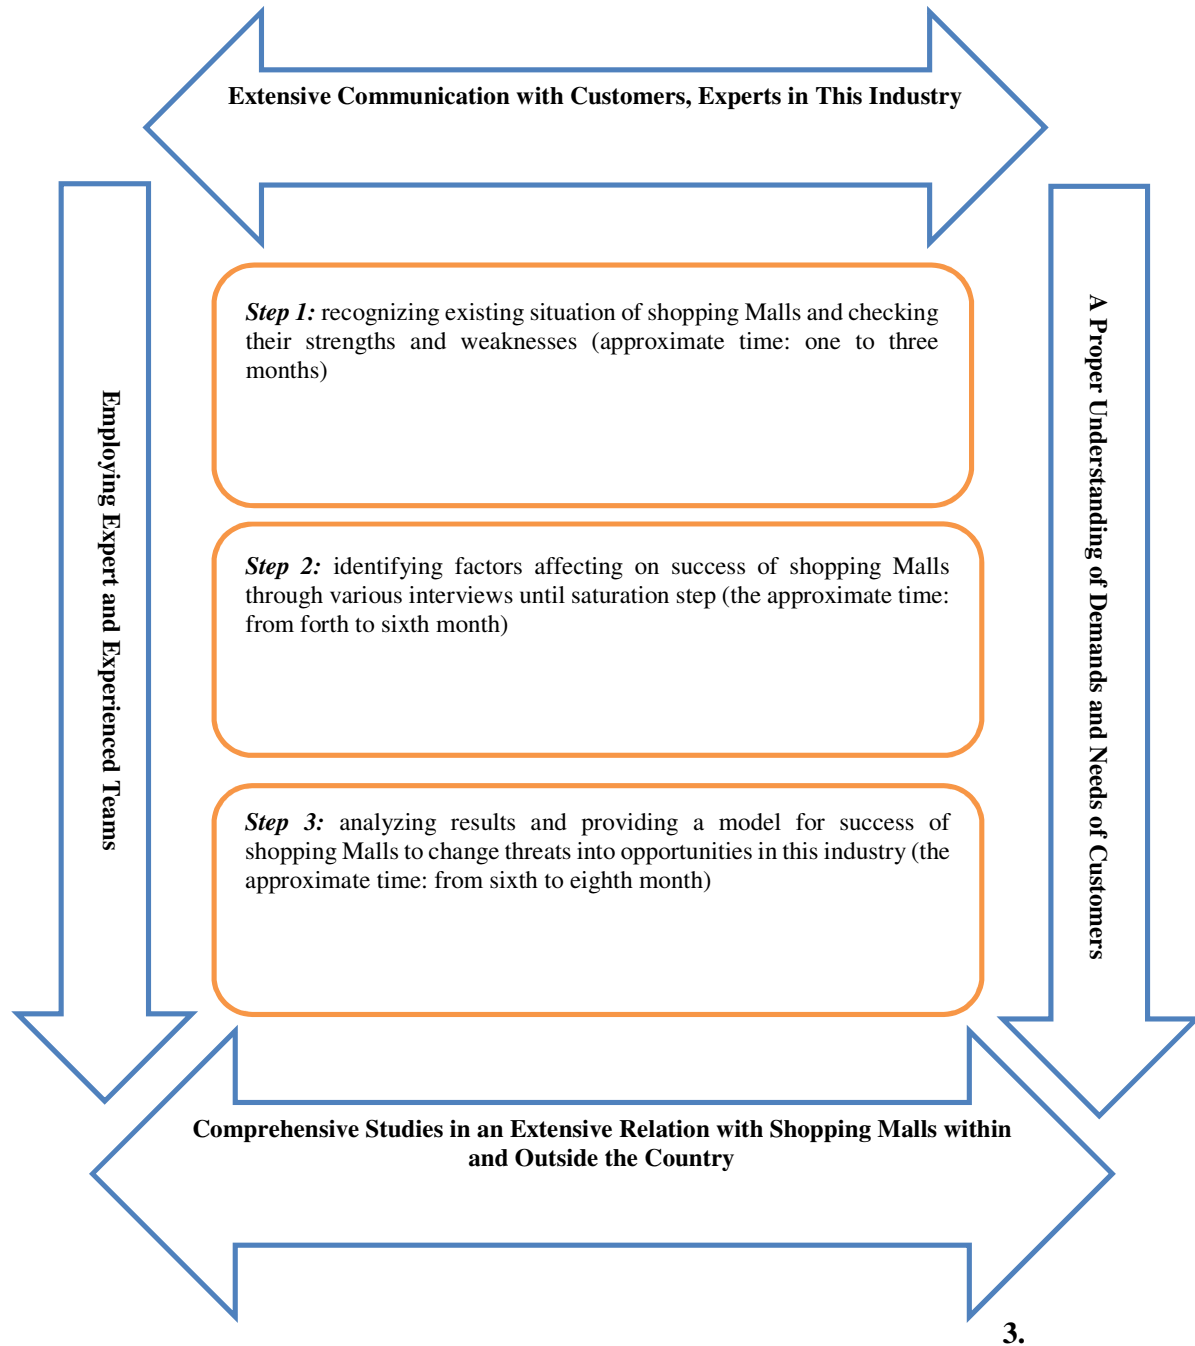 Extensive Communication with Customers, Experts in This Industry
Employing Expert and Experienced Teams
Step 1: recognizing existing situation of shopping Malls and checking
their strengths and weaknesses (approximate time: one to three
months)
Step 2: identifying factors affecting on success of shopping Malls
through various interviews until saturation step (the approximate time:
from forth to sixth month)
Step 3: analyzing results and providing a model for success of
shopping Malls to change threats into opportunities in this industry (the
approximate time: from sixth to eighth month)
A Proper Understanding of Demands and Needs of Customers
Comprehensive Studies in an Extensive Relation with Shopping Malls within
and Outside the Country
3.